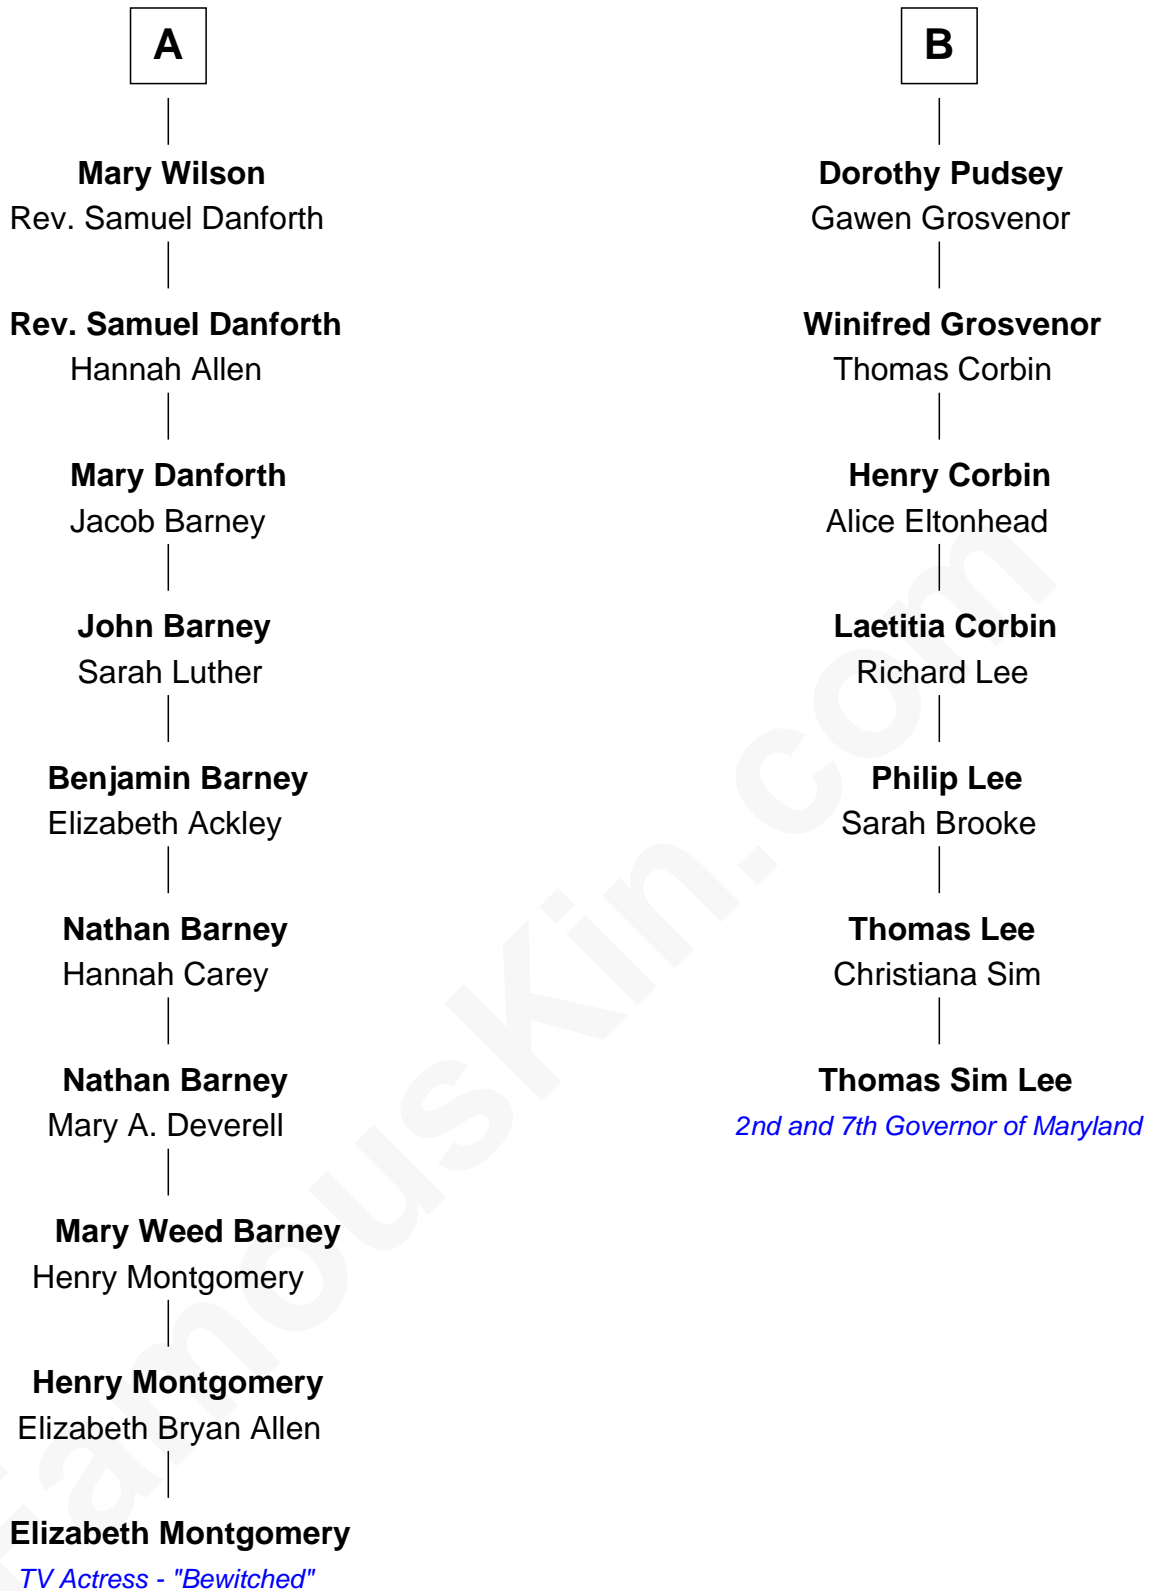 A
Mary Wilson
Rev. Samuel Danforth
Rev. Samuel Danforth
Hannah Allen
Mary Danforth
Jacob Barney
John Barney
Sarah Luther
Benjamin Barney
Elizabeth Ackley
Nathan Barney
Hannah Carey
Nathan Barney
Mary A. Deverell
Mary Weed Barney
Henry Montgomery
Henry Montgomery
Elizabeth Bryan Allen
Elizabeth Montgomery
TV Actress - "Bewitched"
B
Dorothy Pudsey
Gawen Grosvenor
Winifred Grosvenor
Thomas Corbin
Henry Corbin
Alice Eltonhead
Laetitia Corbin
Richard Lee
Philip Lee
Sarah Brooke
Thomas Lee
Christiana Sim
Thomas Sim Lee
2nd and 7th Governor of Maryland
FamousKin.com